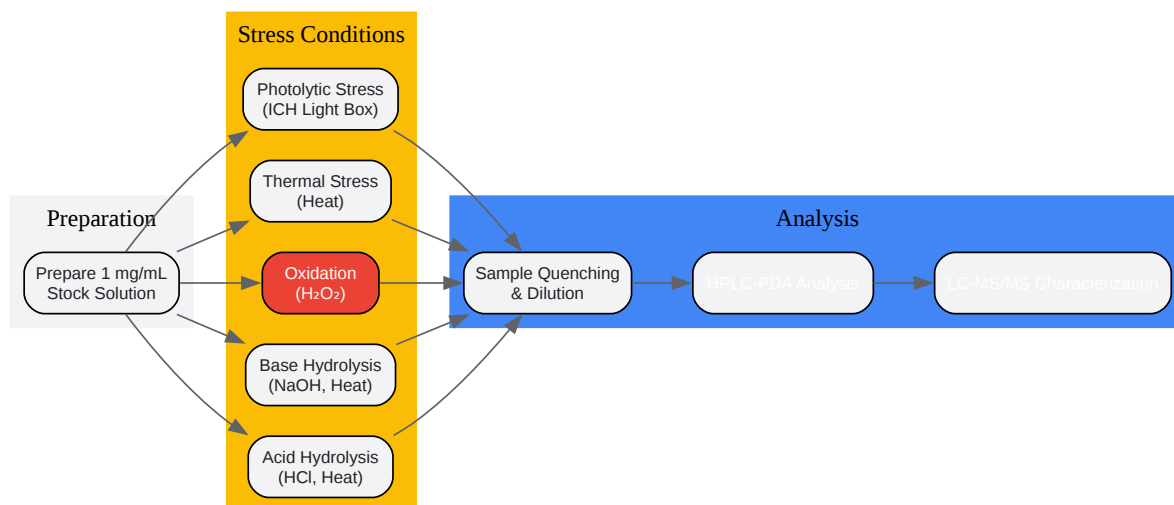 Stress Conditions
Photolytic Stress
(ICH Light Box)
Thermal Stress
(Heat)
Preparation
Analysis
Prepare 1 mg/mL
Stock Solution
Oxidation
(H₂O₂)
Sample Quenching
& Dilution
HPLC-PDA Analysis
LC-MS/MS Characterization
Base Hydrolysis
(NaOH, Heat)
Acid Hydrolysis
(HCl, Heat)